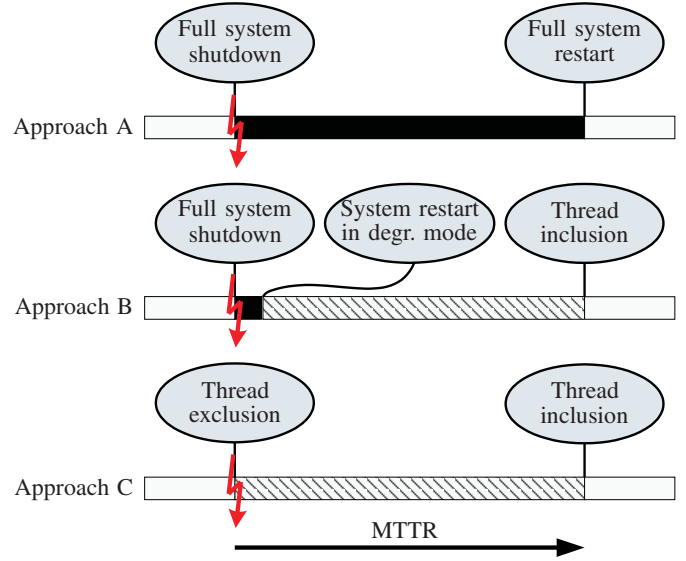 Full system
shutdown
Full system
restart
Approach A
Full system
shutdown
System restart
in degr. mode
Thread
inclusion
Approach B
Thread
exclusion
Thread
inclusion
Approach C
MTTR